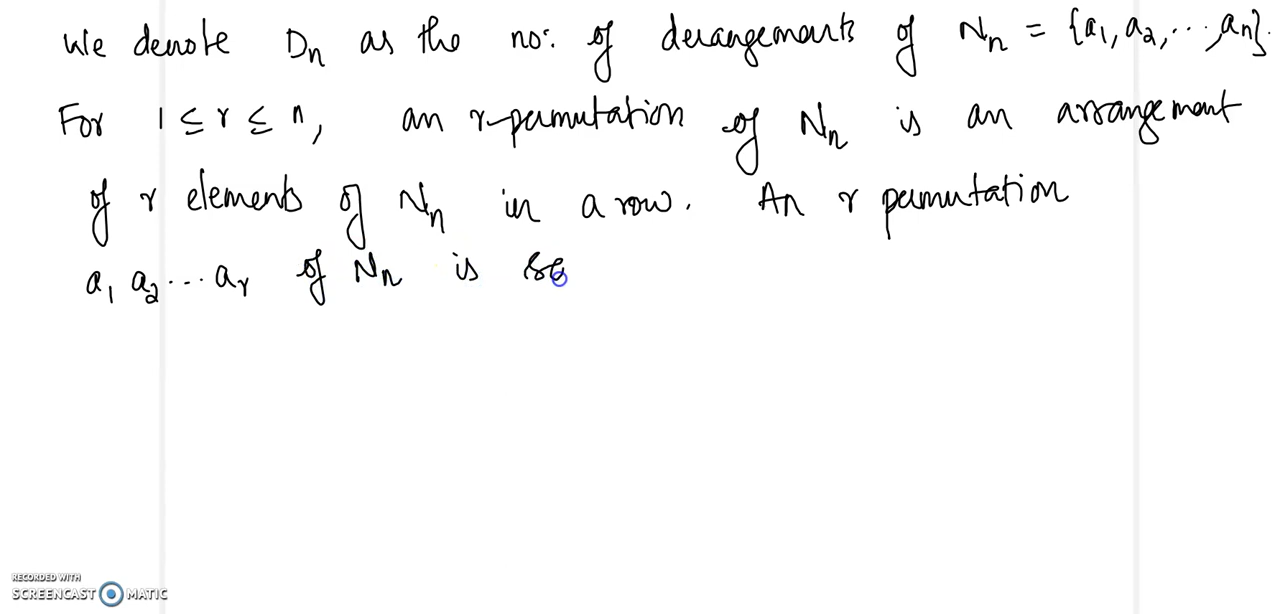 We denote Dn as the no: of derangements of Nn = {a1, a2, ..., an}.
For 1 ≤ r ≤ n, an r-permutation of Nn is an arrangement
of r elements of Nn in a row. An r permutation
a1 a2 ... ar of Nn is
RECORDED WITH
SCREENCAST MATIC